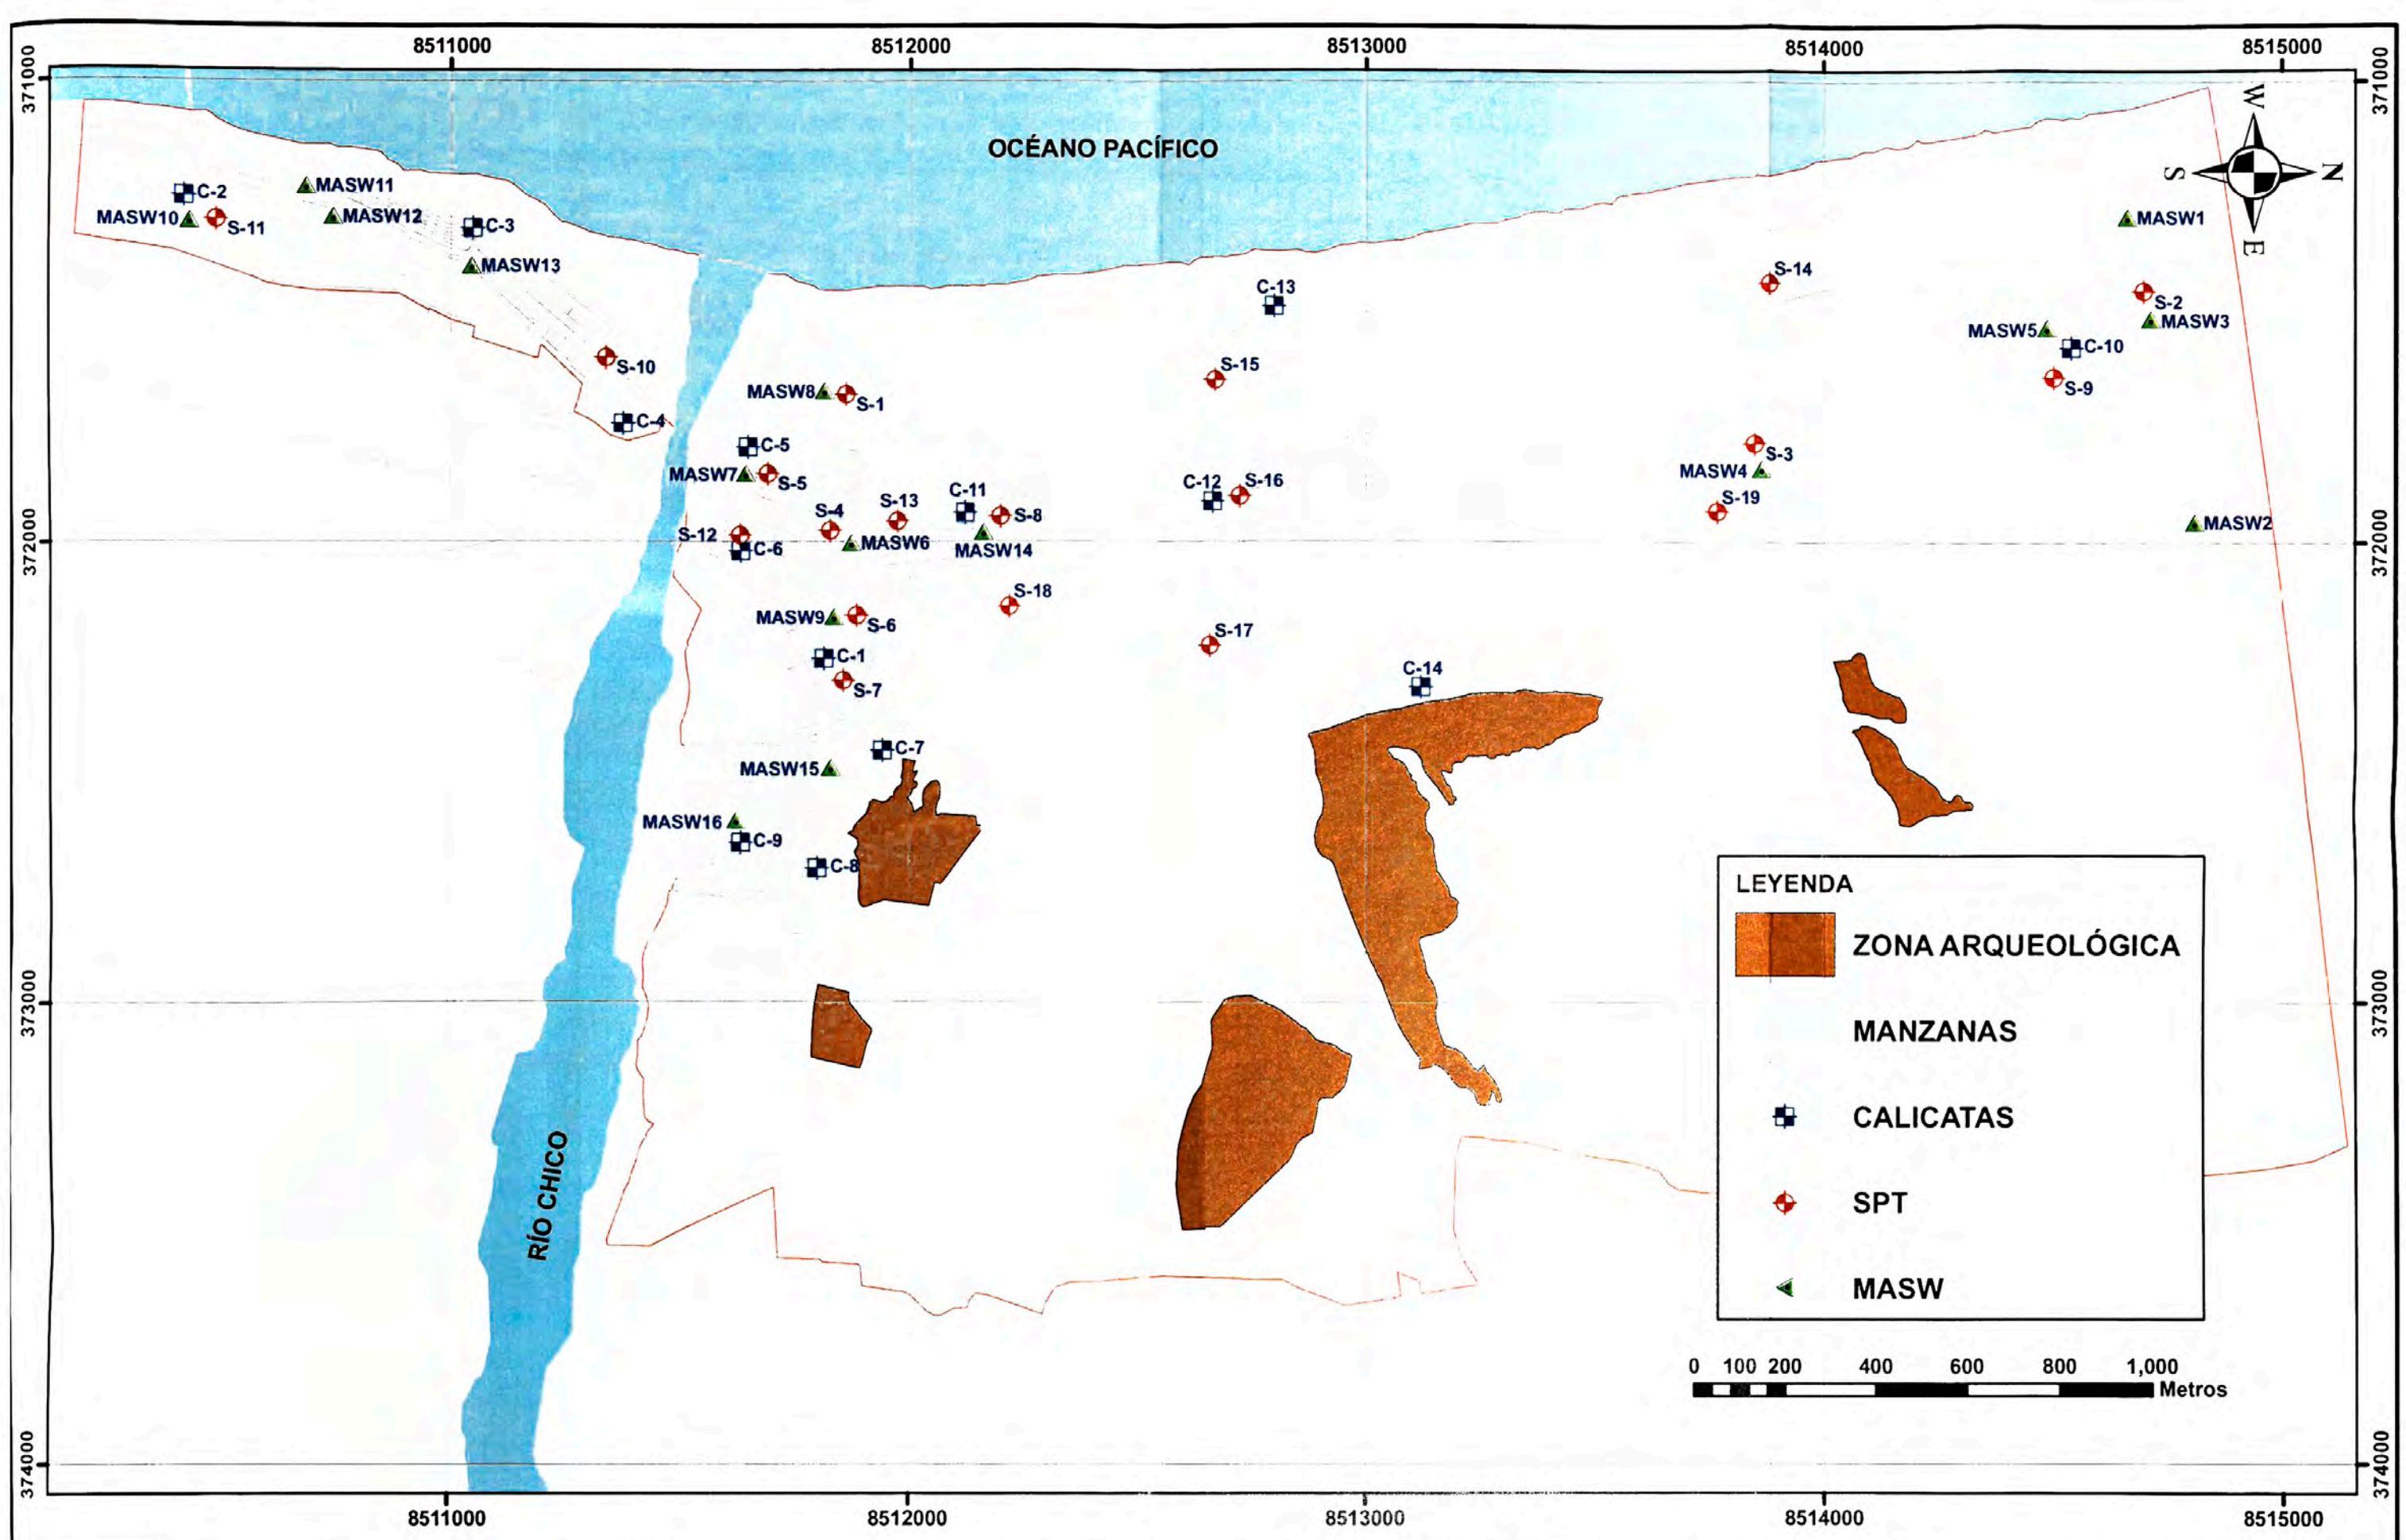 8511000 8512000 8513000 8514000 8515000
371000
371000
OCÉANO PACÍFICO
W
S
N
E
C-2
MASW11
MASW10
S-11
MASW12
C-3
MASW13
MASW1
S-14
C-13
S-2
MASW3
MASW5
C-10
S-10
S-15
S-9
MASW8
S-1
C-4
C-5
MASW7
S-5
S-3
MASW4
C-12
S-16
C-11
S-13
S-4
S-8
S-19
MASW2
S-12
C-6
MASW6
MASW14
372000
372000
S-18
MASW9
S-6
S-17
C-1
C-14
S-7
C-7
MASW15
MASW16
C-9
C-8
LEYENDA
ZONA ARQUEOLÓGICA
MANZANAS
CALICATAS
SPT
MASW
373000
373000
RÍO CHICO
0 100 200 400 600 800 1,000
Metros
374000
374000
8511000 8512000 8513000 8514000 8515000